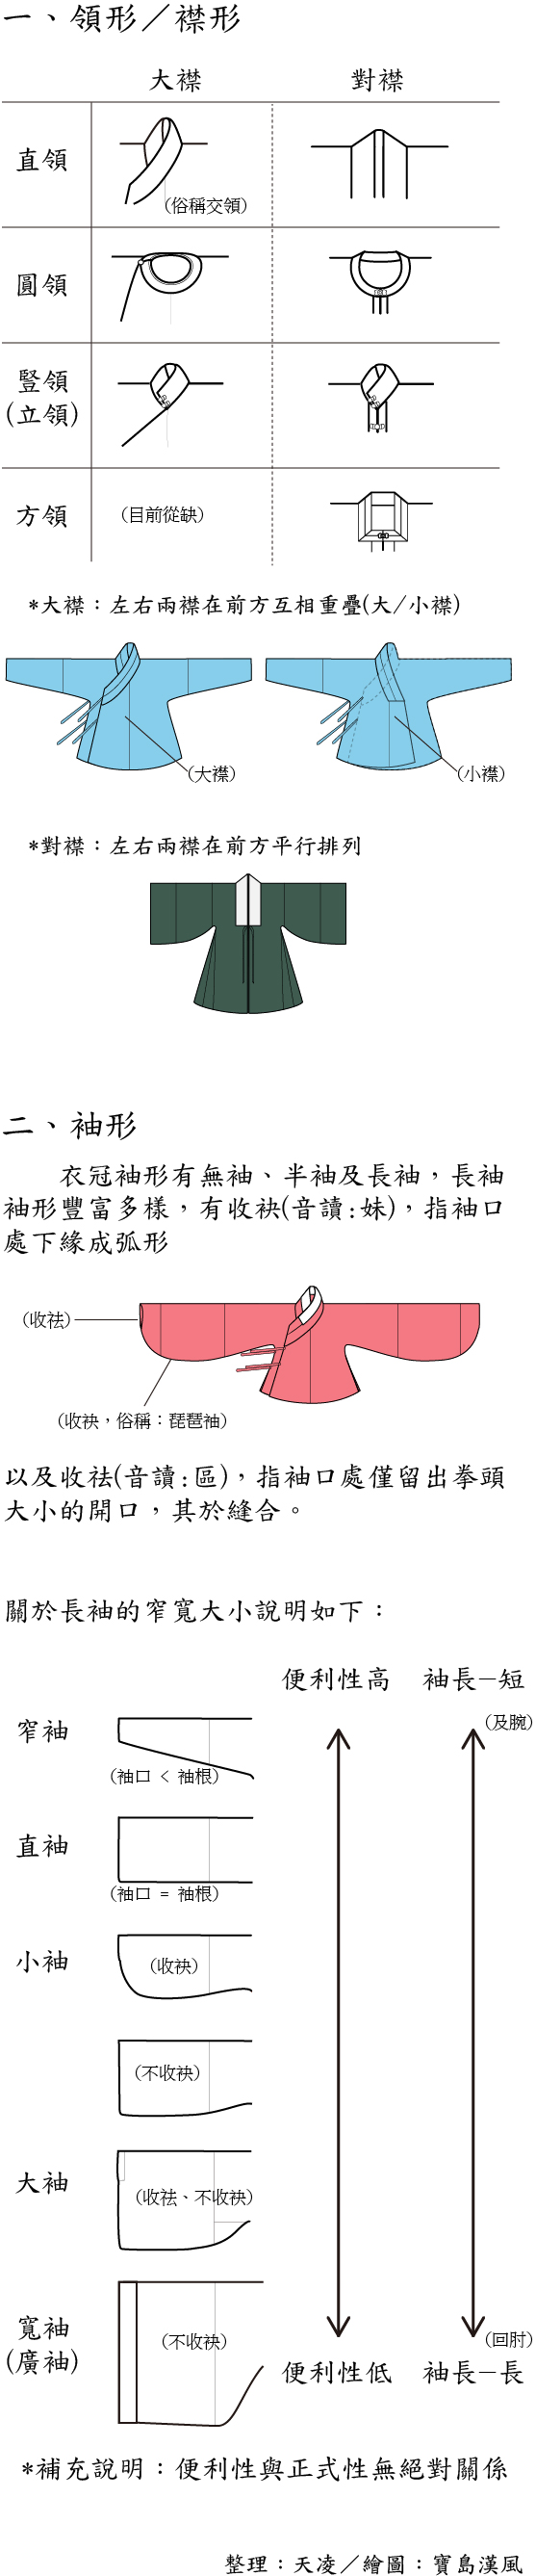 一、領形／襟形
大襟 對襟
直領
(俗稱交領)
圓領
豎領
(立領)
方領 (目前從缺)
*大襟：左右兩襟在前方互相重疊(大/小襟)
(大襟) (小襟)
*對襟：左右兩襟在前方平行排列
二、袖形
衣冠袖形有無袖、半袖及長袖，長袖
袖形豐富多樣，有收袂(音讀:妹)，指袖口
處下緣成弧形
(收祛)
(收袂，俗稱：琵琶袖)
以及收祛(音讀:區)，指袖口處僅留出拳頭
大小的開口，其於縫合。
關於長袖的窄寬大小說明如下：
便利性高 袖長–短
(及腕)
窄袖
(袖口 < 袖根)
直袖
(袖口 = 袖根)
小袖 (收袂)
(不收袂)
大袖 (收祛、不收袂)
寬袖
(廣袖)
(不收袂)
(回肘)
便利性低 袖長–長
*補充說明：便利性與正式性無絕對關係
整理：天凌／繪圖：寶島漢風